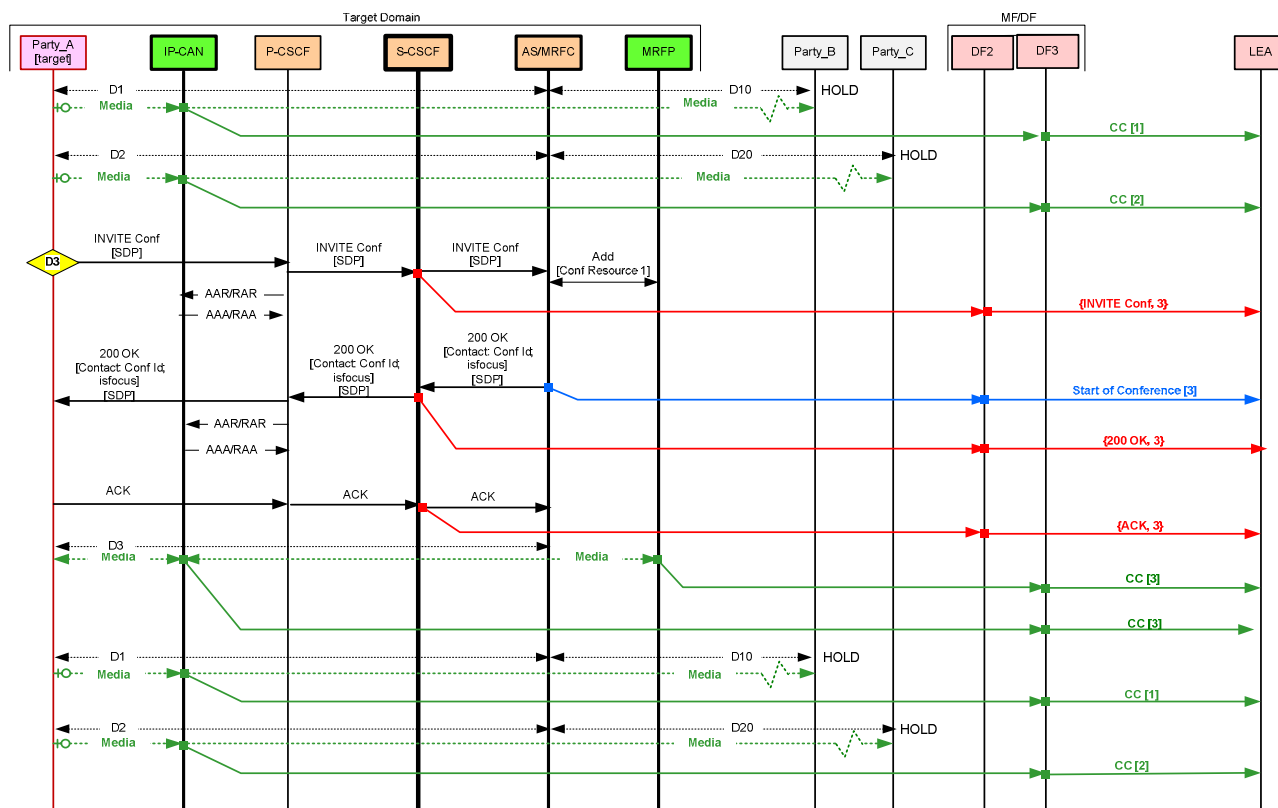 Target Domain
MF/DF
Party_A
[target]
IP-CAN
P-CSCF
S-CSCF
AS/MRFC
MRFP
Party_B
Party_C
DF2
DF3
LEA
D1
D10
HOLD
Media
Media
CC [1]
D2
D20
HOLD
Media
Media
CC [2]
D3
INVITE Conf
[SDP]
INVITE Conf
[SDP]
INVITE Conf
[SDP]
Add
[Conf Resource 1]
AAR/RAR
{INVITE Conf, 3}
AAA/RAA
200 OK
[Contact: Conf Id;
isfocus]
[SDP]
200 OK
[Contact: Conf Id;
isfocus]
[SDP]
200 OK
[Contact: Conf Id;
isfocus]
[SDP]
Start of Conference [3]
AAR/RAR
AAA/RAA
{200 OK, 3}
ACK
ACK
ACK
{ACK, 3}
D3
Media
Media
CC [3]
CC [3]
D1
D10
HOLD
Media
Media
CC [1]
D2
D20
HOLD
Media
Media
CC [2]